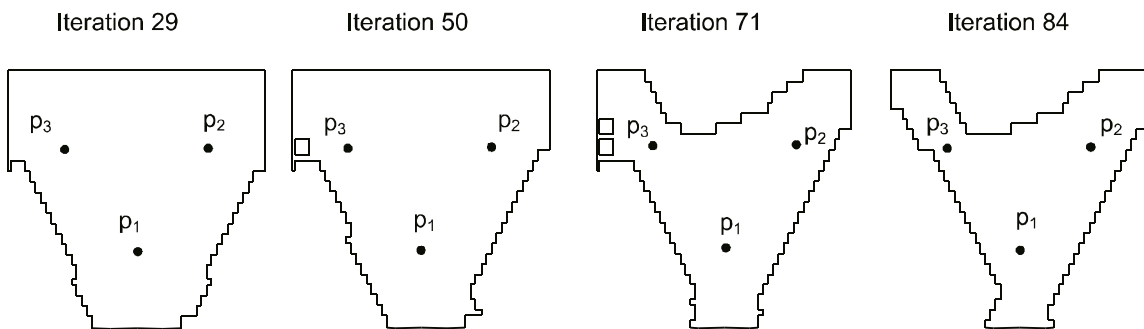 Iteration 29
Iteration 50
Iteration 71
Iteration 84
p3
p2
p1
p3
p2
p1
p3
p2
p1
p3
p2
p1